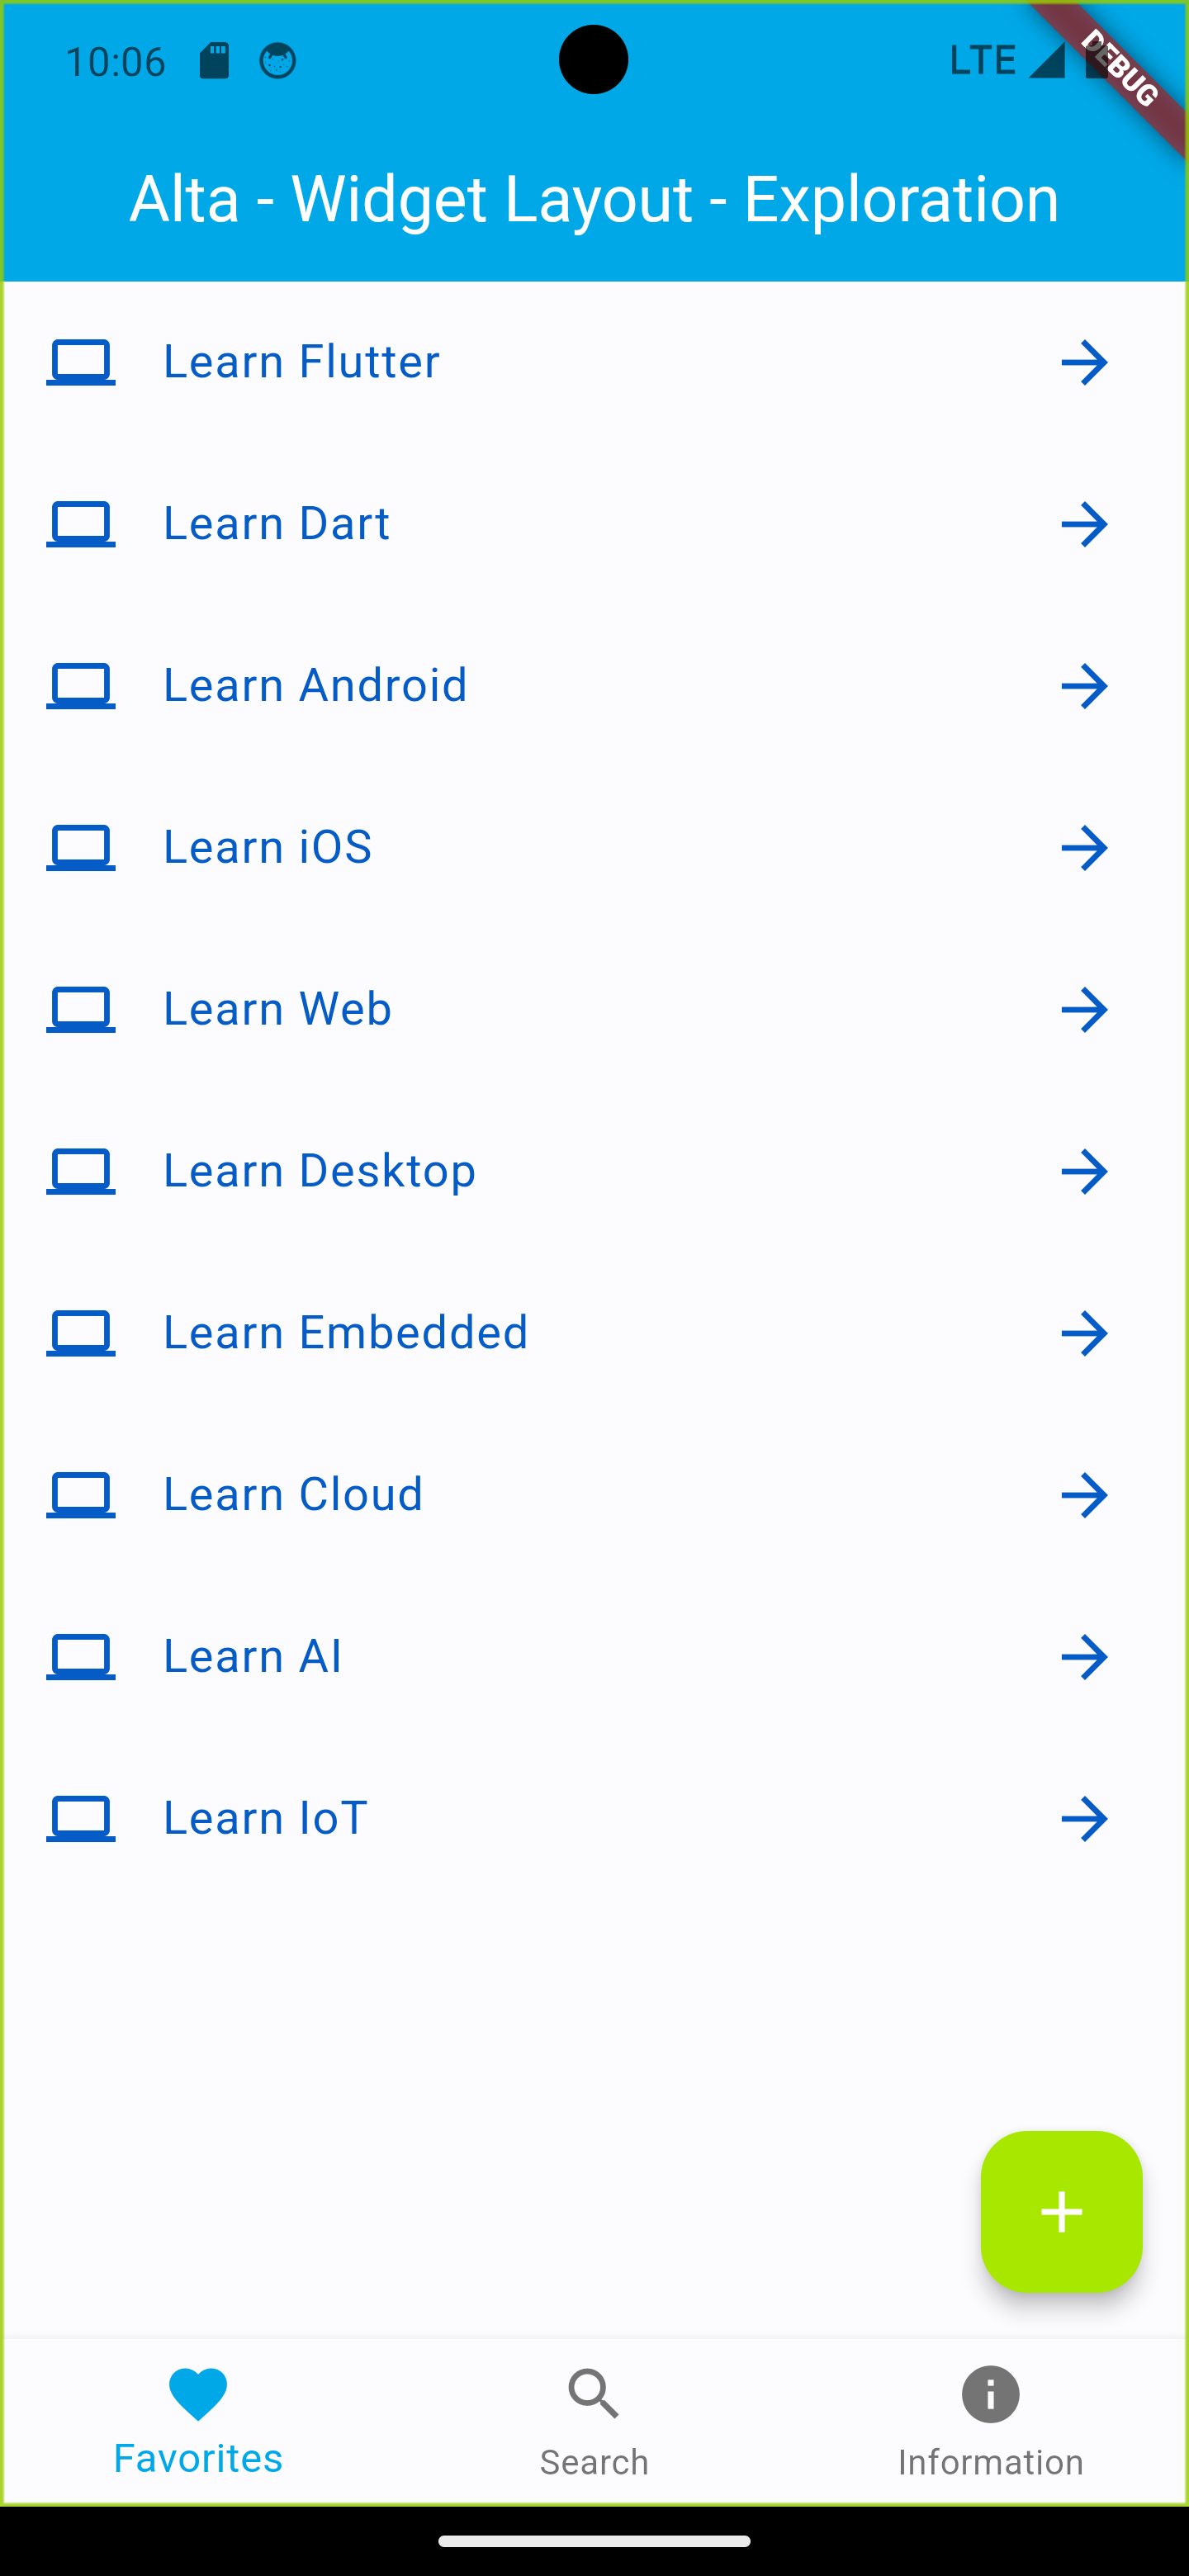 10:06
LTE
DEBUG
Alta - Widget Layout - Exploration
Learn Flutter
Learn Dart
Learn Android
Learn iOS
Learn Web
Learn Desktop
Learn Embedded
Learn Cloud
Learn AI
Learn IoT
Favorites
Search
Information